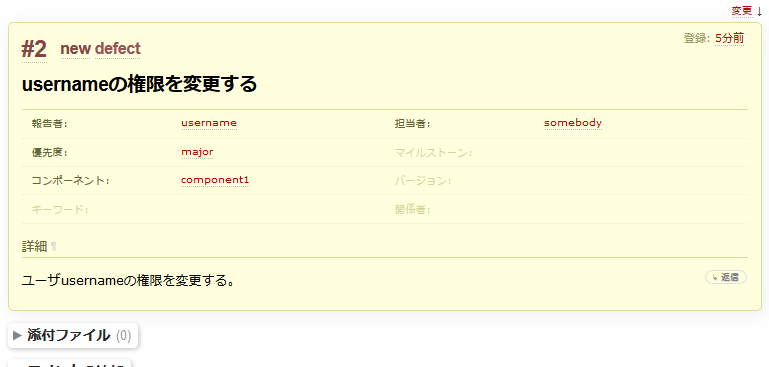 変更 ↓
#2 new defect 登録: 5分前
usernameの権限を変更する
報告者: username 担当者: somebody
優先度: major マイルストーン:
コンポーネント: component1 バージョン:
キーワード: 関係者:
詳細 ¶
ユーザusernameの権限を変更する。 返信
▶ 添付ファイル (0)